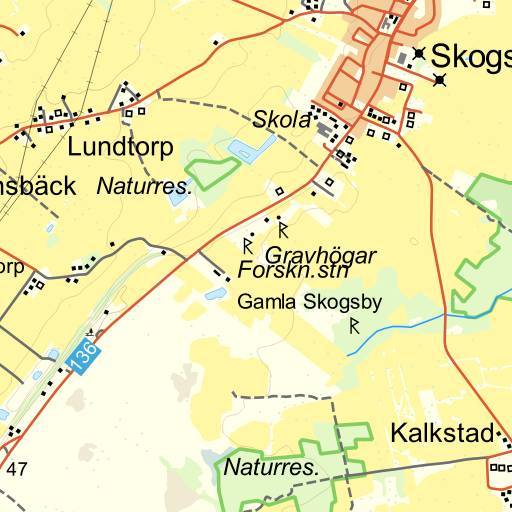 Skogs
Skola
Lundtorp
nsbäck
Naturres.
Gravhögar
Forskn.stn
orp
Gamla Skogsby
136
Kalkstad
47
Naturres.